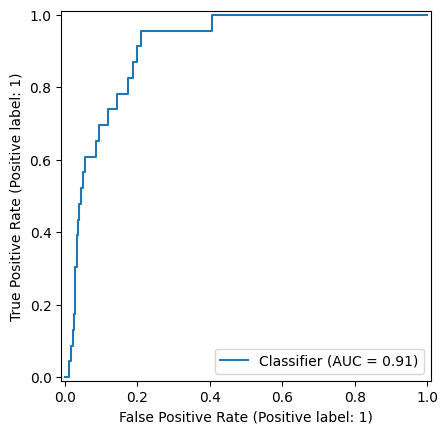 1.0
0.8
0.6
0.4
0.2
0.0
True Positive Rate (Positive label: 1)
Classifier (AUC = 0.91)
0.0 0.2 0.4 0.6 0.8 1.0
False Positive Rate (Positive label: 1)